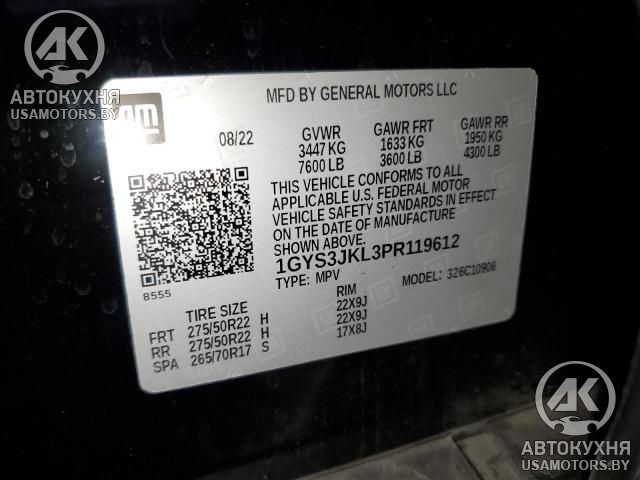 AK
АВТОКУХНЯ
USAMOTORS.BY
gm
MFD BY GENERAL MOTORS LLC
08/22 GVWR GAWR FRT GAWR RR
3447 KG 1633 KG 1950 KG
7600 LB 3600 LB 4300 LB
THIS VEHICLE CONFORMS TO ALL
APPLICABLE U.S. FEDERAL MOTOR
VEHICLE SAFETY STANDARDS IN EFFECT
ON THE DATE OF MANUFACTURE
SHOWN ABOVE.
1GYS3JKL3PR119612
TYPE: MPV MODEL: 326C10906
8555
TIRE SIZE RIM
FRT 275/50R22 H 22X9J
RR 275/50R22 H 22X9J
SPA 265/70R17 S 17X8J
AK
АВТОКУХНЯ
USAMOTORS.BY